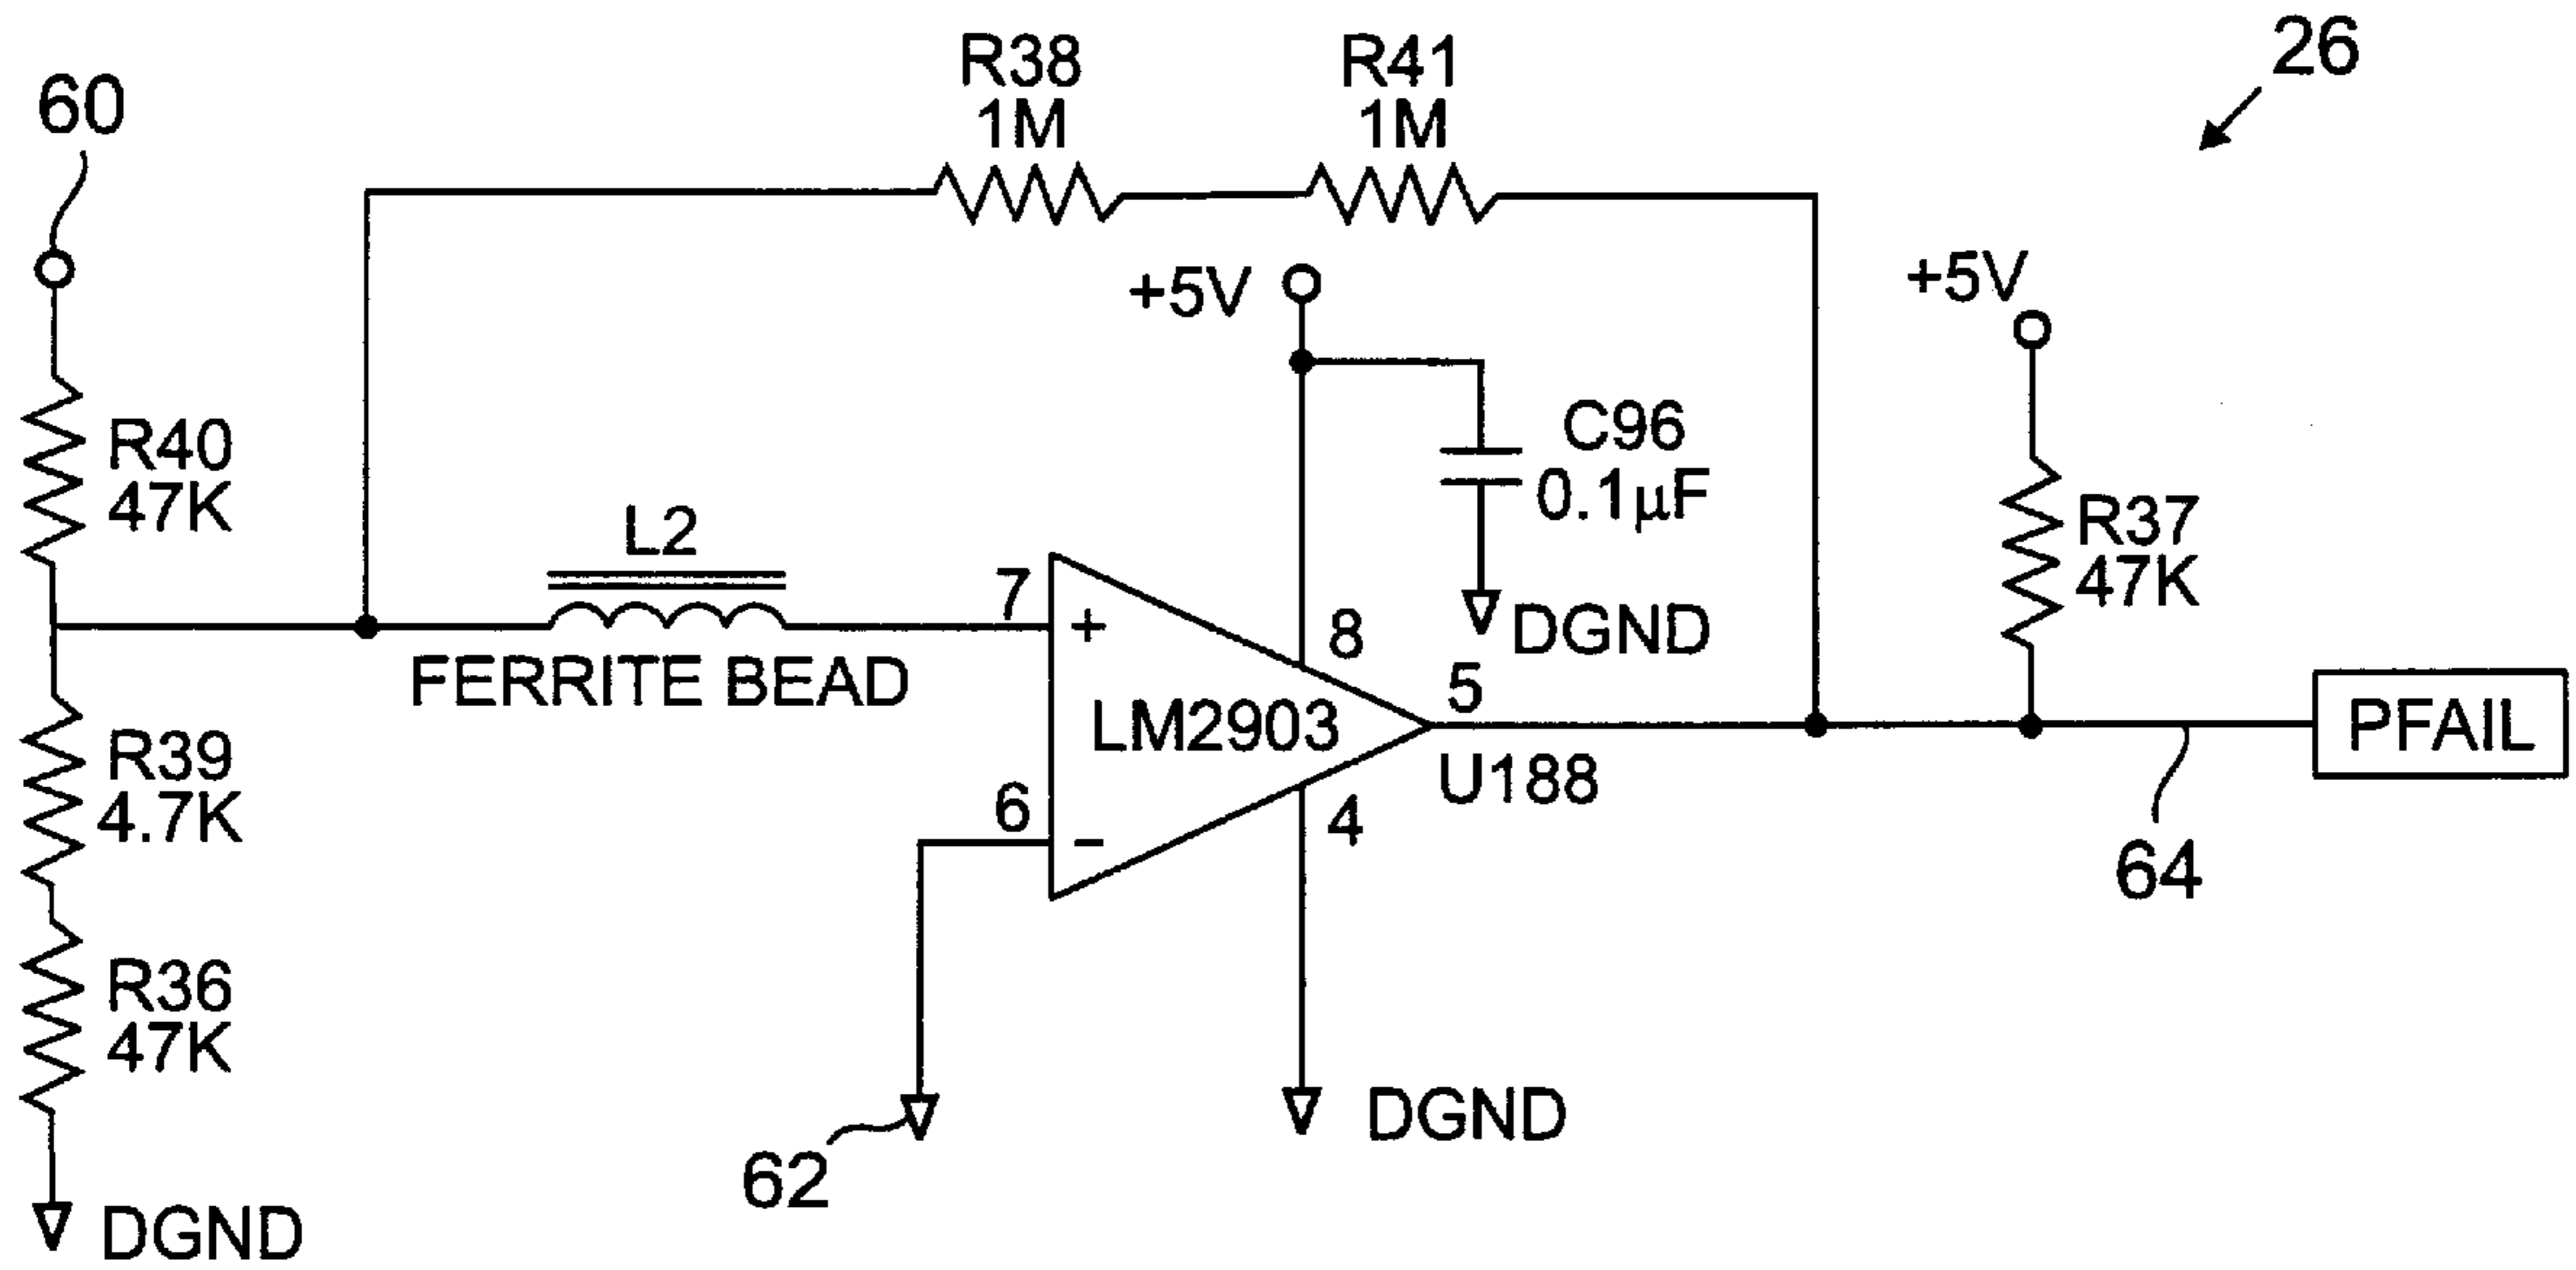 26
60
R38
1M
R41
1M
+5V
+5V
R40
47K
C96
0.1µF
L2
R37
47K
7
+
8
DGND
FERRITE BEAD
5
LM2903
PFAIL
R39
4.7K
U188
6
-
4
64
R36
47K
62
DGND
DGND